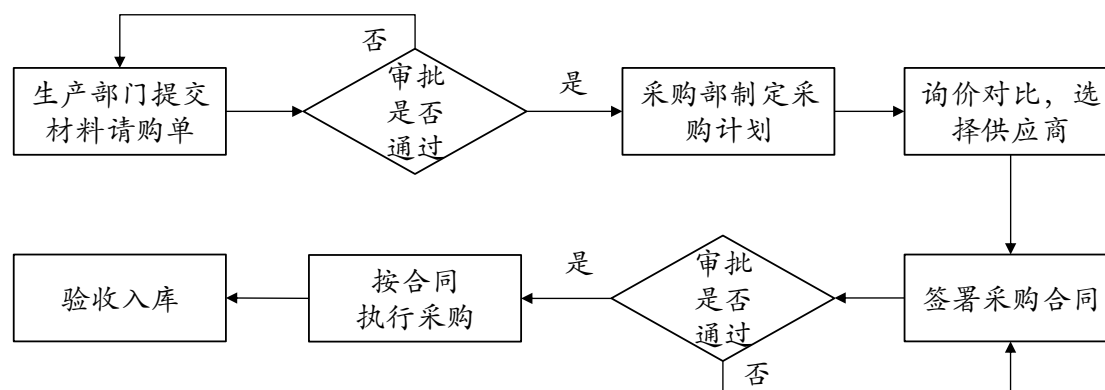 否
生产部门提交
材料请购单
审批
是否
通过
是
采购部制定采
购计划
询价对比，选
择供应商
验收入库
按合同
执行采购
是
审批
是否
通过
签署采购合同
否